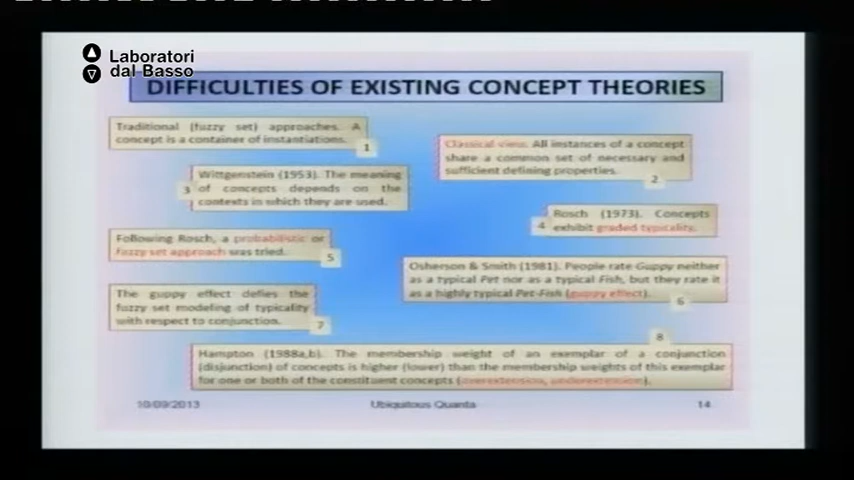 Laboratori
dal Basso
DIFFICULTIES OF EXISTING CONCEPT THEORIES
Traditional (fuzzy set) approaches. A
concept is a container of instantiations.
1
Classical view. All instances of a concept
share a common set of necessary and
sufficient defining properties.
2
Wittgenstein (1953). The meaning
of concepts depends on the
contexts in which they are used.
3
Rosch (1973). Concepts
exhibit graded typicality.
4
Following Rosch, a probabilistic or
fuzzy set approach was tried.
5
Osherson & Smith (1981). People rate Guppy neither
as a typical Pet nor as a typical Fish, but they rate it
as a highly typical Pet-Fish (guppy effect).
6
The guppy effect defies the
fuzzy set modeling of typicality
with respect to conjunction.
7
8
Hampton (1988a,b). The membership weight of an exemplar of a conjunction
(disjunction) of concepts is higher (lower) than the membership weights of this exemplar
for one or both of the constituent concepts (overextension, underextension).
10/09/2013
Ubiquitous Quanta
14